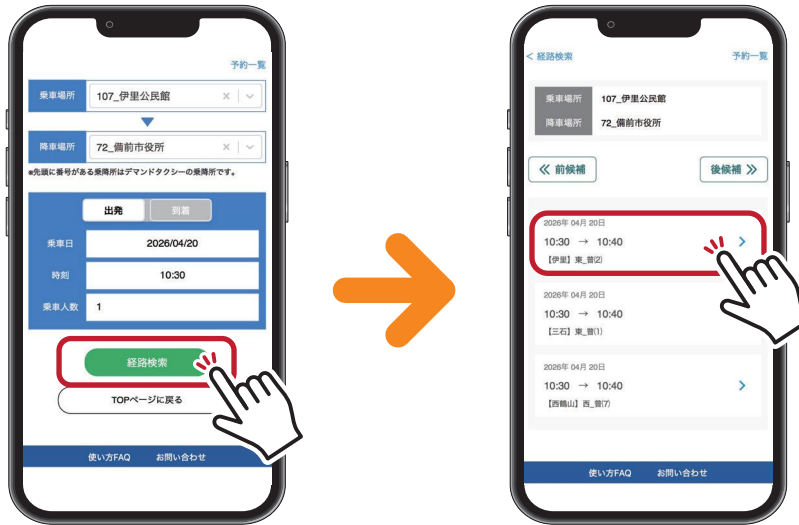 予約一覧
乗車場所 107_伊里公民館
降車場所 72_備前市役所
※先頭に番号がある乗降所はデマンドタクシーの乗降所です。
出発 到着
乗車日 2026/04/20
時刻 10:30
乗車人数 1
経路検索
TOPページに戻る
使い方FAQ お問い合わせ
< 経路検索 予約一覧
乗車場所 107_伊里公民館
降車場所 72_備前市役所
≪ 前候補 後候補 ≫
2026年 04月 20日
10:30 → 10:40
【伊里】東_普(2)
2026年 04月 20日
10:30 → 10:40
【三石】東_普(1)
2026年 04月 20日
10:30 → 10:40
【西鶴山】西_普(7)
使い方FAQ お問い合わせ